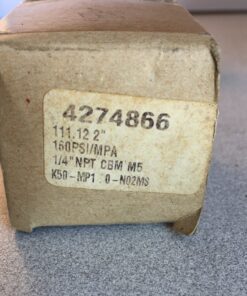 4274866
111.12 2"
160PSI/MPA
1/4" NPT CBM M5
K50-MP1 0-N02MS